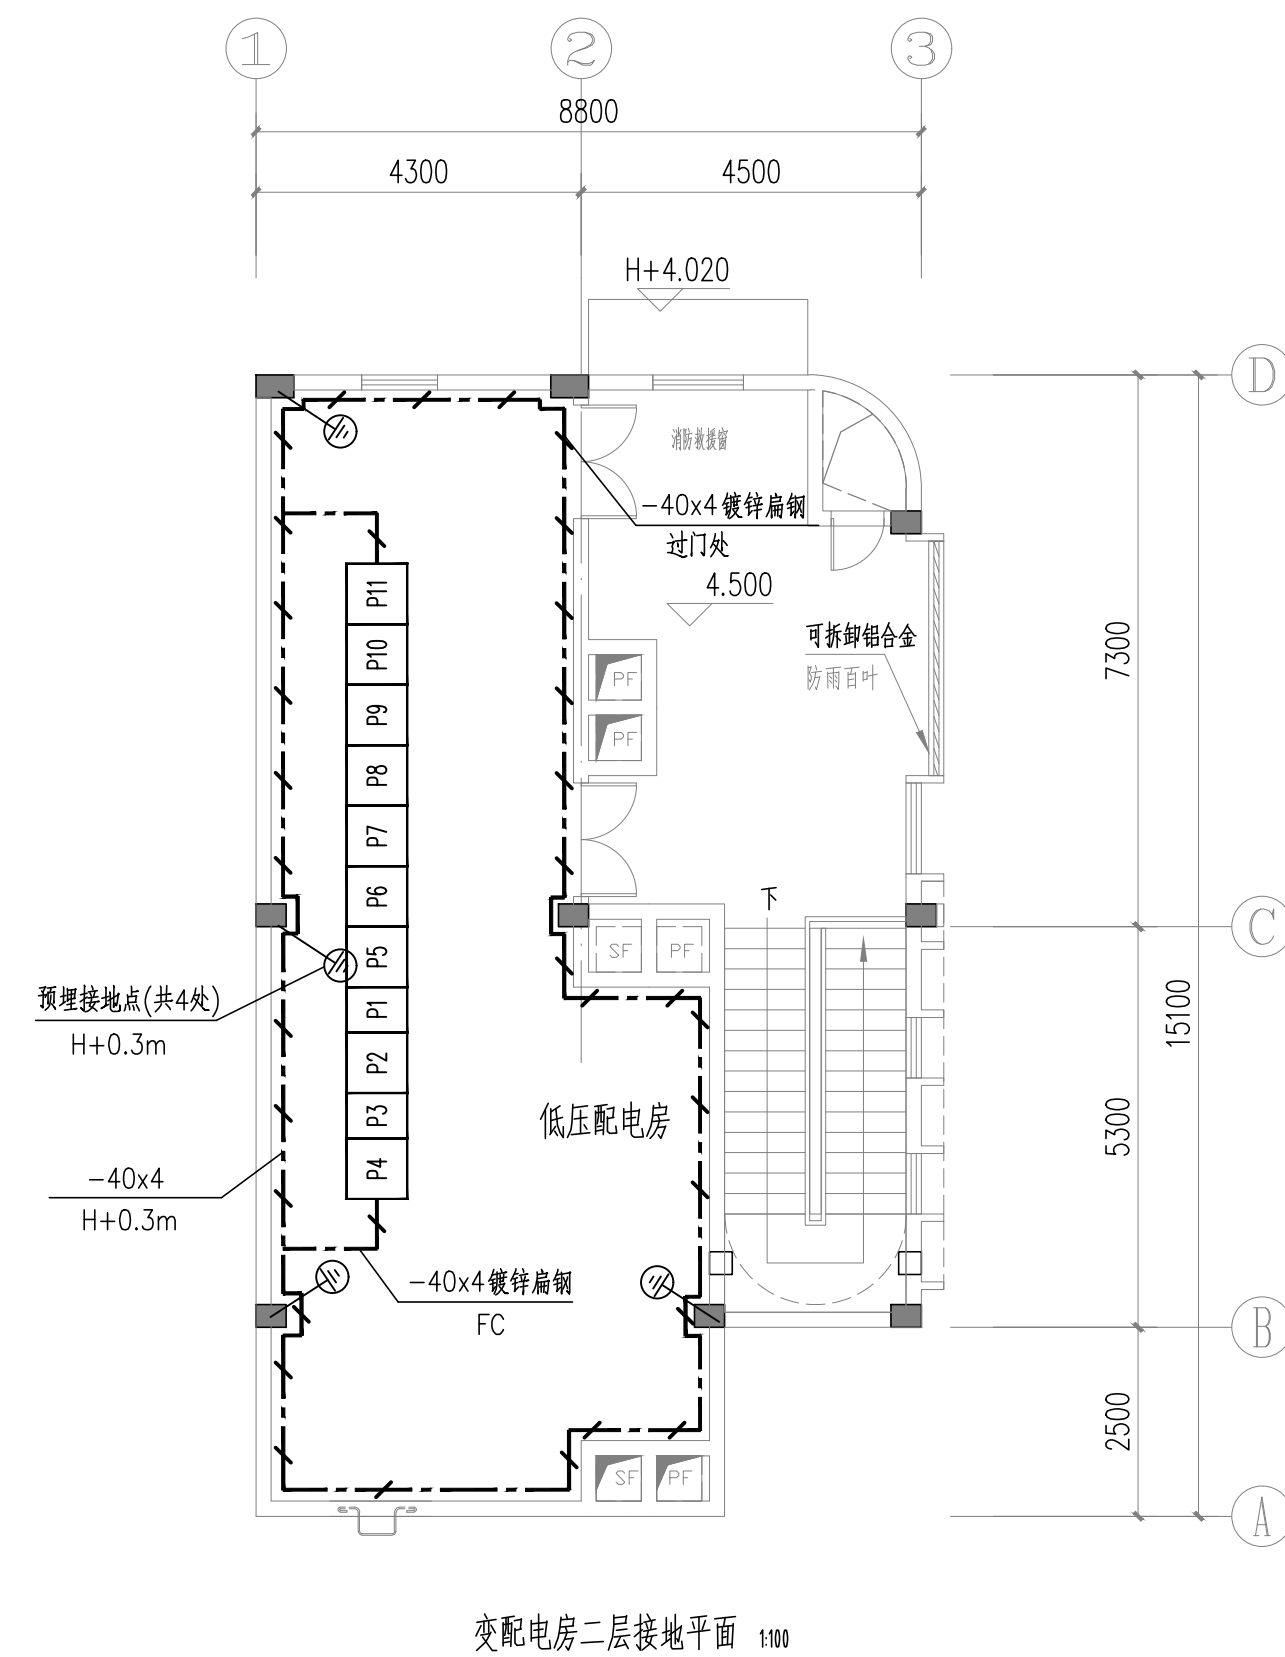 1
2
3
8800
4300
4500
H+4.020
D
消防救援窗
-40x4镀锌扁钢
过门处
4.500
P11
P10
P9
P8
P7
P6
P5
P1
P2
P3
P4
PF
PF
可拆卸铝合金
防雨百叶
7300
下
C
SF
PF
预埋接地点(共4处)
H+0.3m
15100
低压配电房
5300
-40x4
H+0.3m
-40x4镀锌扁钢
FC
B
2500
SF
PF
A
变配电房二层接地平面 1:100